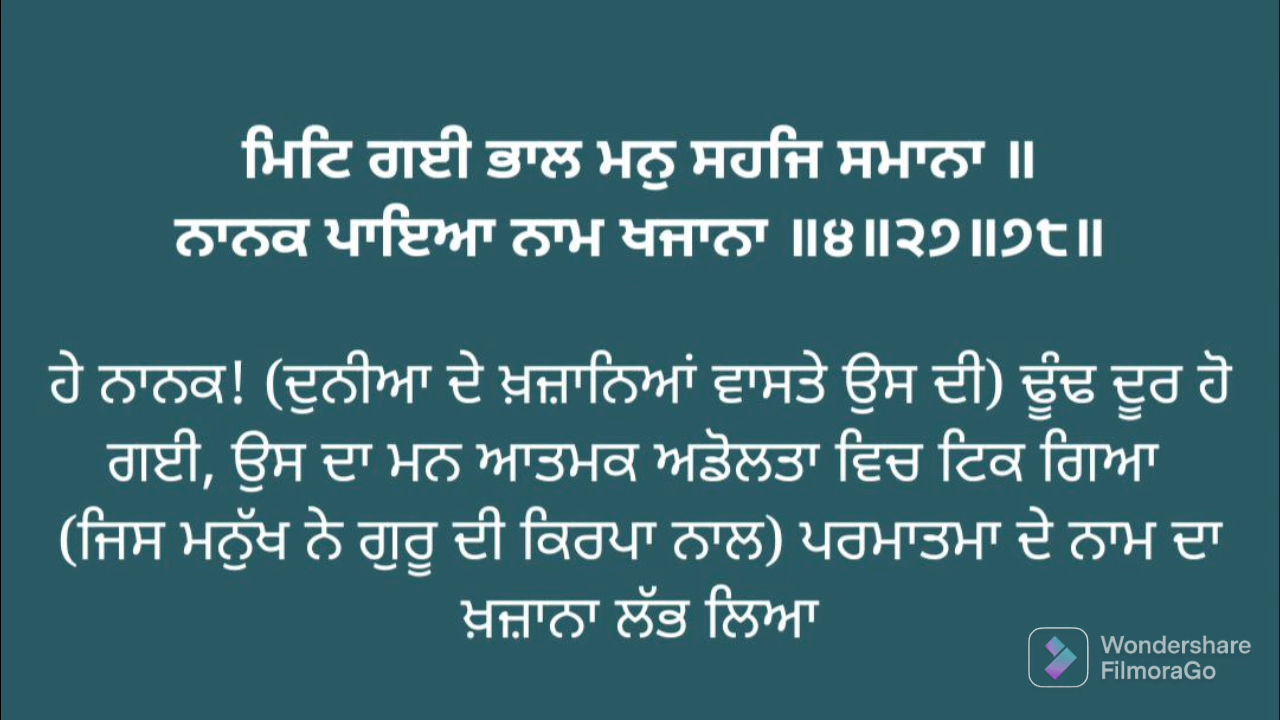 ਮਿਟਿ ਗਈ ਭਾਲ ਮਨੁ ਸਹਜਿ ਸਮਾਨਾ ॥
ਨਾਨਕ ਪਾਇਆ ਨਾਮ ਖਜਾਨਾ ॥੪॥੨੭॥੭੮॥
ਹੇ ਨਾਨਕ! (ਦੁਨੀਆ ਦੇ ਖ਼ਜ਼ਾਨਿਆਂ ਵਾਸਤੇ ਉਸ ਦੀ) ਢੂੰਢ ਦੂਰ ਹੋ
ਗਈ, ਉਸ ਦਾ ਮਨ ਆਤਮਕ ਅਡੋਲਤਾ ਵਿਚ ਟਿਕ ਗਿਆ
(ਜਿਸ ਮਨੁੱਖ ਨੇ ਗੁਰੂ ਦੀ ਕਿਰਪਾ ਨਾਲ) ਪਰਮਾਤਮਾ ਦੇ ਨਾਮ ਦਾ
ਖ਼ਜ਼ਾਨਾ ਲੱਭ ਲਿਆ
Wondershare
FilmoraGo